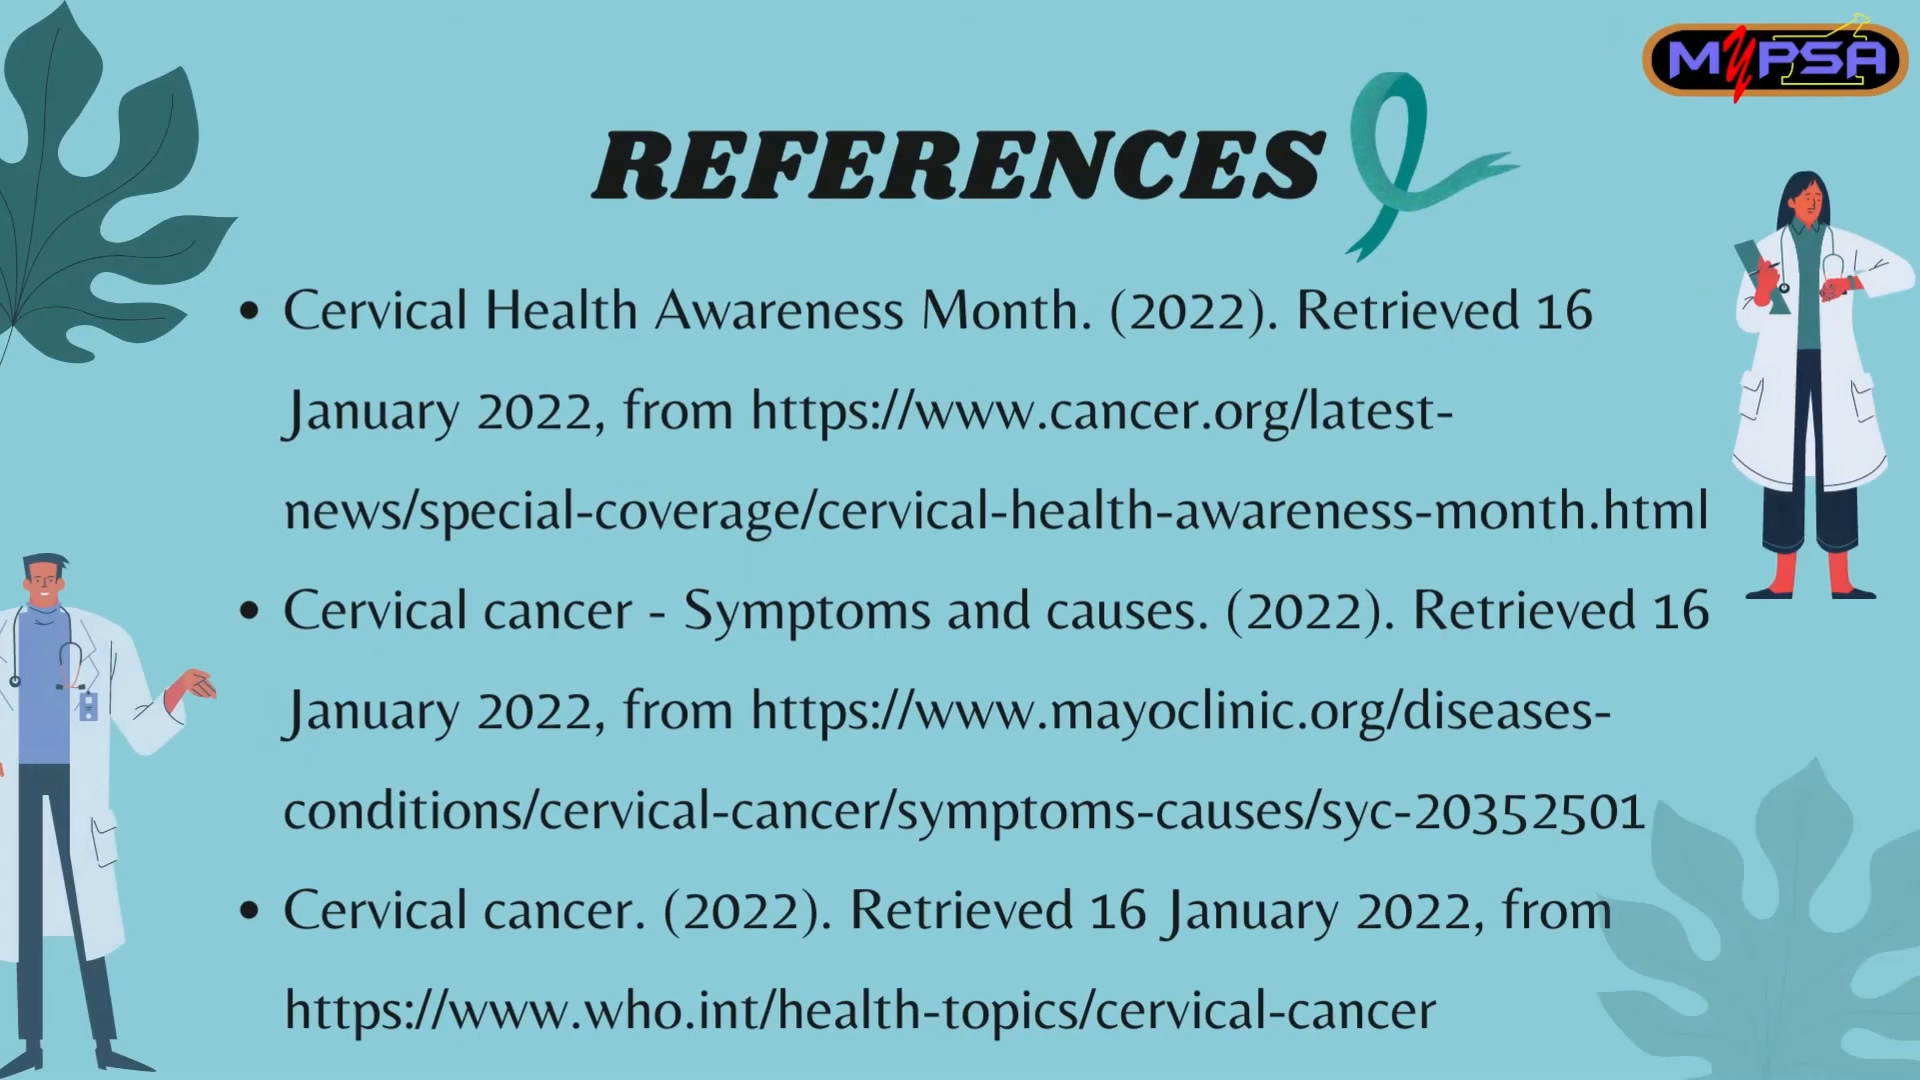 MYPSA
REFERENCES
• Cervical Health Awareness Month. (2022). Retrieved 16
January 2022, from https://www.cancer.org/latest-
news/special-coverage/cervical-health-awareness-month.html
• Cervical cancer - Symptoms and causes. (2022). Retrieved 16
January 2022, from https://www.mayoclinic.org/diseases-
conditions/cervical-cancer/symptoms-causes/syc-20352501
• Cervical cancer. (2022). Retrieved 16 January 2022, from
https://www.who.int/health-topics/cervical-cancer